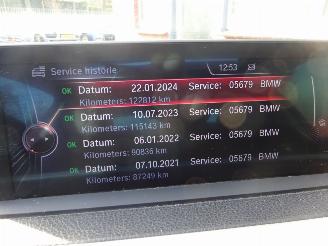 Service historie
12:53
OK Datum: 22.01.2024 Service: 05679 BMW
Kilometers: 122812 km
OK Datum: 10.07.2023 Service: 05679 BMW
Kilometers: 115143 km
OK Datum: 06.01.2022 Service: 05679 BMW
Kilometers: 90836 km
OK Datum: 07.10.2021 Service: 05679 BMW
Kilometers: 87249 km